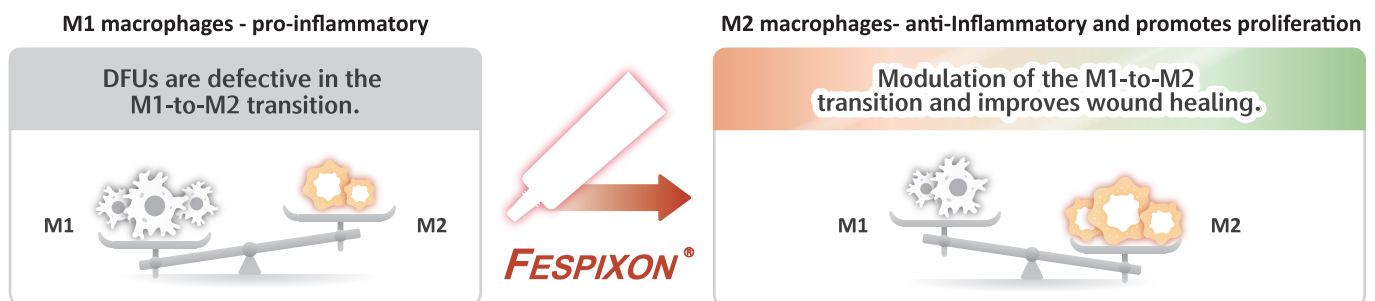 M1 macrophages - pro-inflammatory
DFUs are defective in the
M1-to-M2 transition.
M1
M2
FESPIXON®
M2 macrophages- anti-Inflammatory and promotes proliferation
Modulation of the M1-to-M2
transition and improves wound healing.
M1
M2